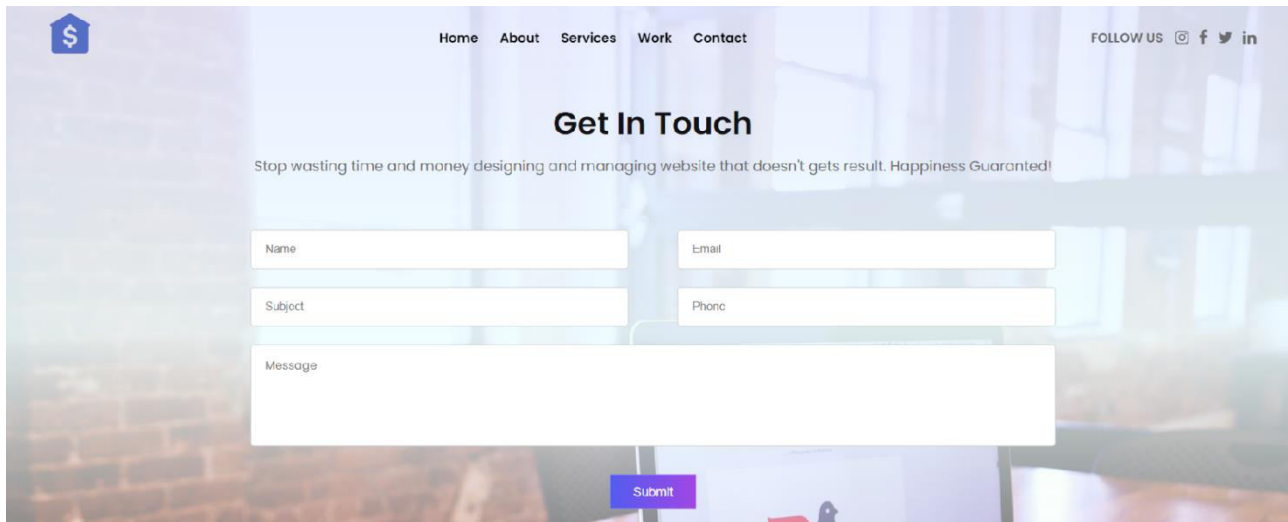 $
Home About Services Work Contact
FOLLOW US
Get In Touch
Stop wasting time and money designing and managing website that doesn't gets result. Happiness Guaranted!
Name
Email
Subject
Phone
Message
Submit